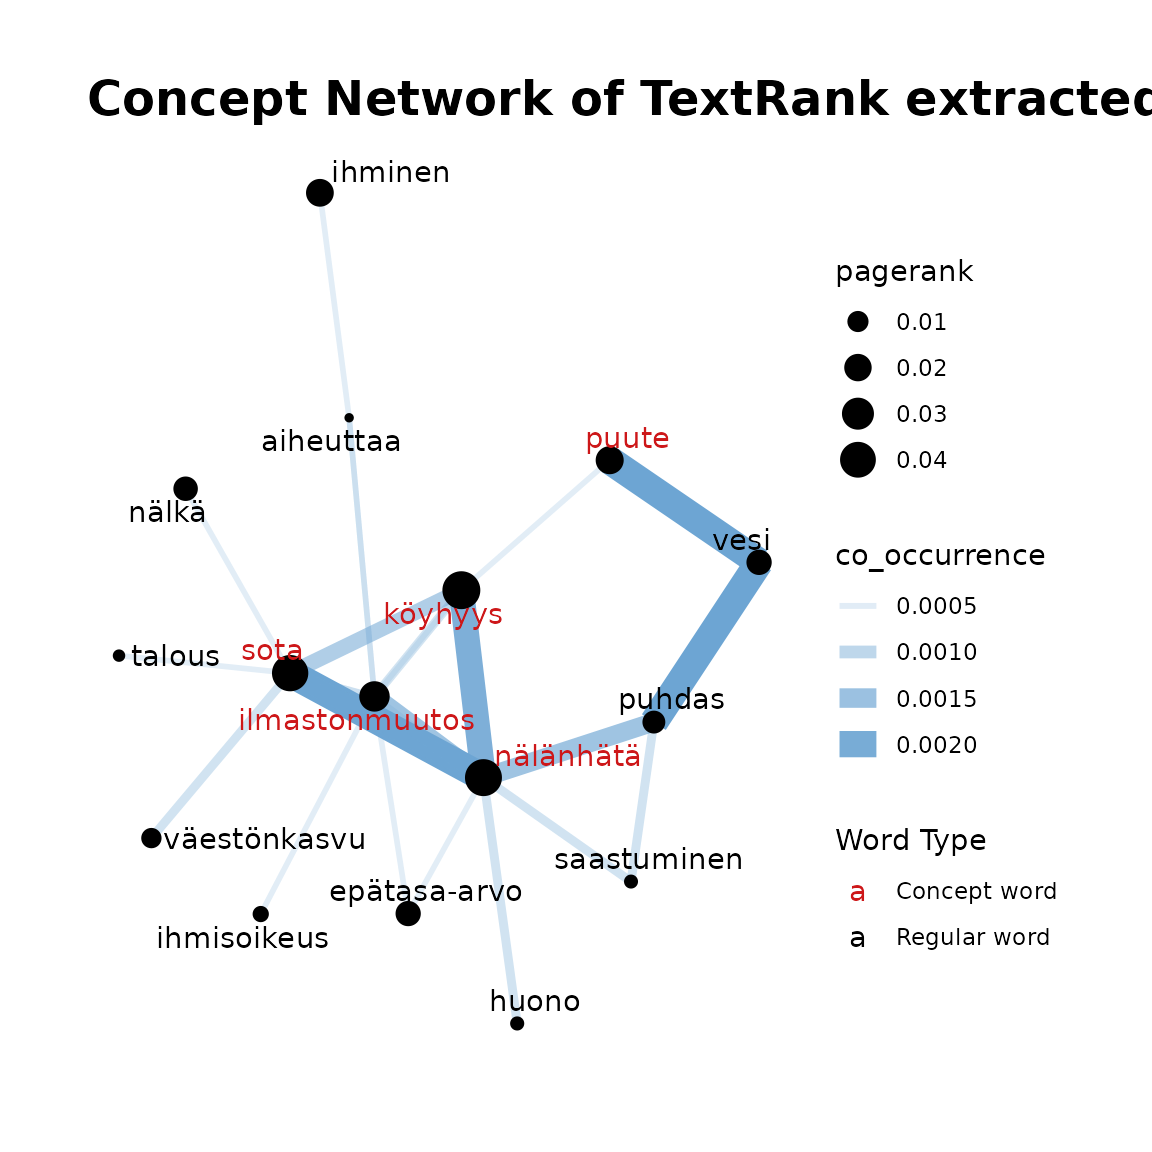 Concept Network of TextRank extracted
ihminen
pagerank
0.01
0.02
0.03
0.04
aiheuttaa
puute
nälkä
vesi
co_occurrence
0.0005
0.0010
0.0015
0.0020
köyhyys
sota
talous
puhdas
ilmastonmuutos
nälänhätä
väestönkasvu
saastuminen
epätasa-arvo
ihmisoikeus
huono
Word Type
a Concept word
a Regular word